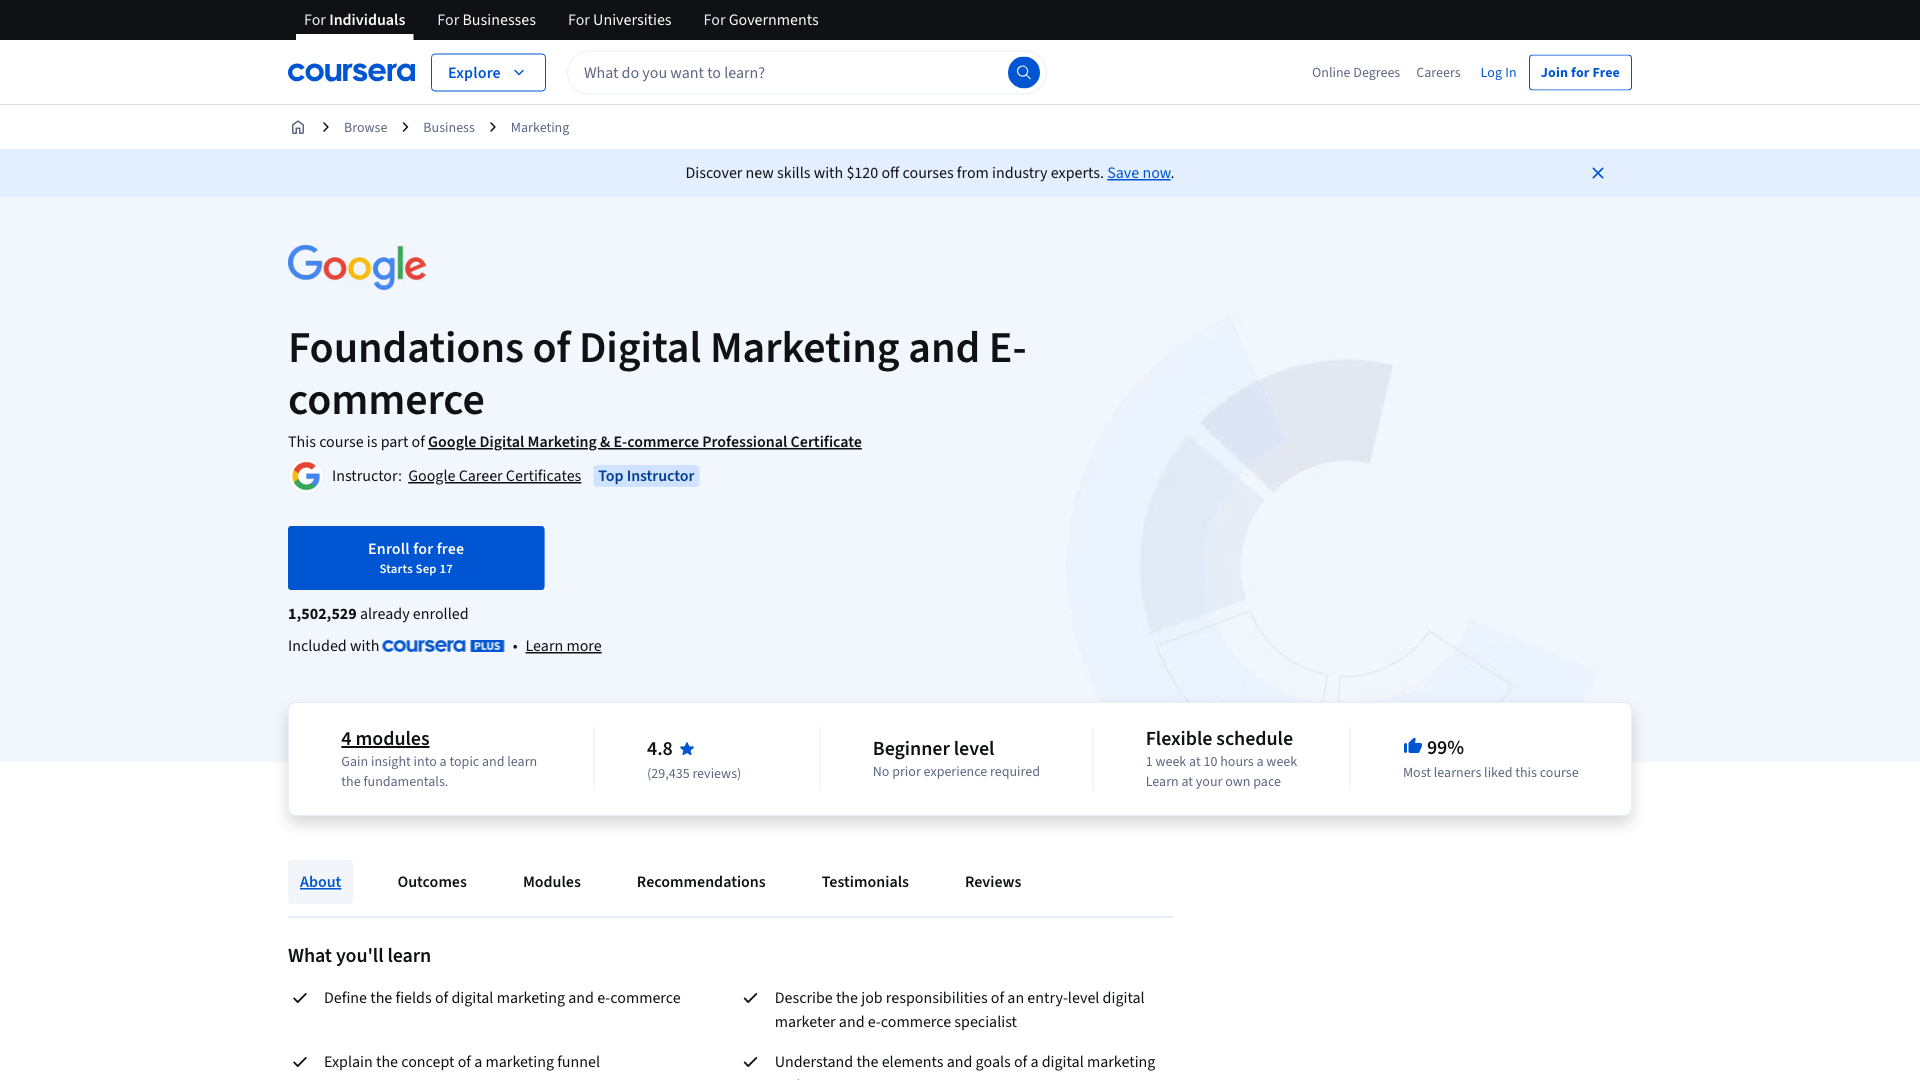 For Individuals
For Businesses
For Universities
For Governments
coursera
Explore
What do you want to learn?
Online Degrees
Careers
Log In
Join for Free
Browse
Business
Marketing
Discover new skills with $120 off courses from industry experts. Save now.
Google
Foundations of Digital Marketing and E-
commerce
This course is part of Google Digital Marketing & E-commerce Professional Certificate
Instructor: Google Career Certificates Top Instructor
Enroll for free
Starts Sep 17
1,502,529 already enrolled
Included with coursera PLUS • Learn more
4 modules
Gain insight into a topic and learn
the fundamentals.
4.8
(29,435 reviews)
Beginner level
No prior experience required
Flexible schedule
1 week at 10 hours a week
Learn at your own pace
99%
Most learners liked this course
About
Outcomes
Modules
Recommendations
Testimonials
Reviews
What you'll learn
Define the fields of digital marketing and e-commerce
Describe the job responsibilities of an entry-level digital
marketer and e-commerce specialist
Explain the concept of a marketing funnel
Understand the elements and goals of a digital marketing